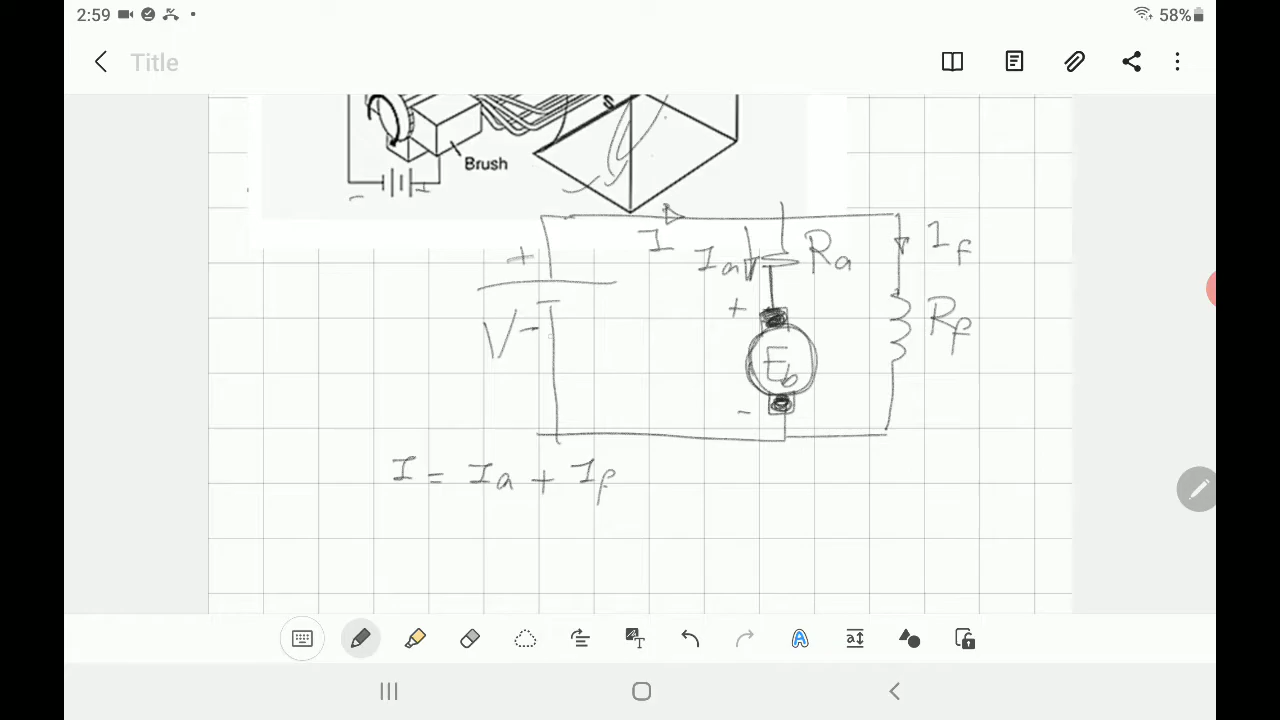 2:59
58%
Title
S
Brush
- +
+
I
Ia
Ra
If
V
-
+
Eb
Rf
-
I = Ia + If
A